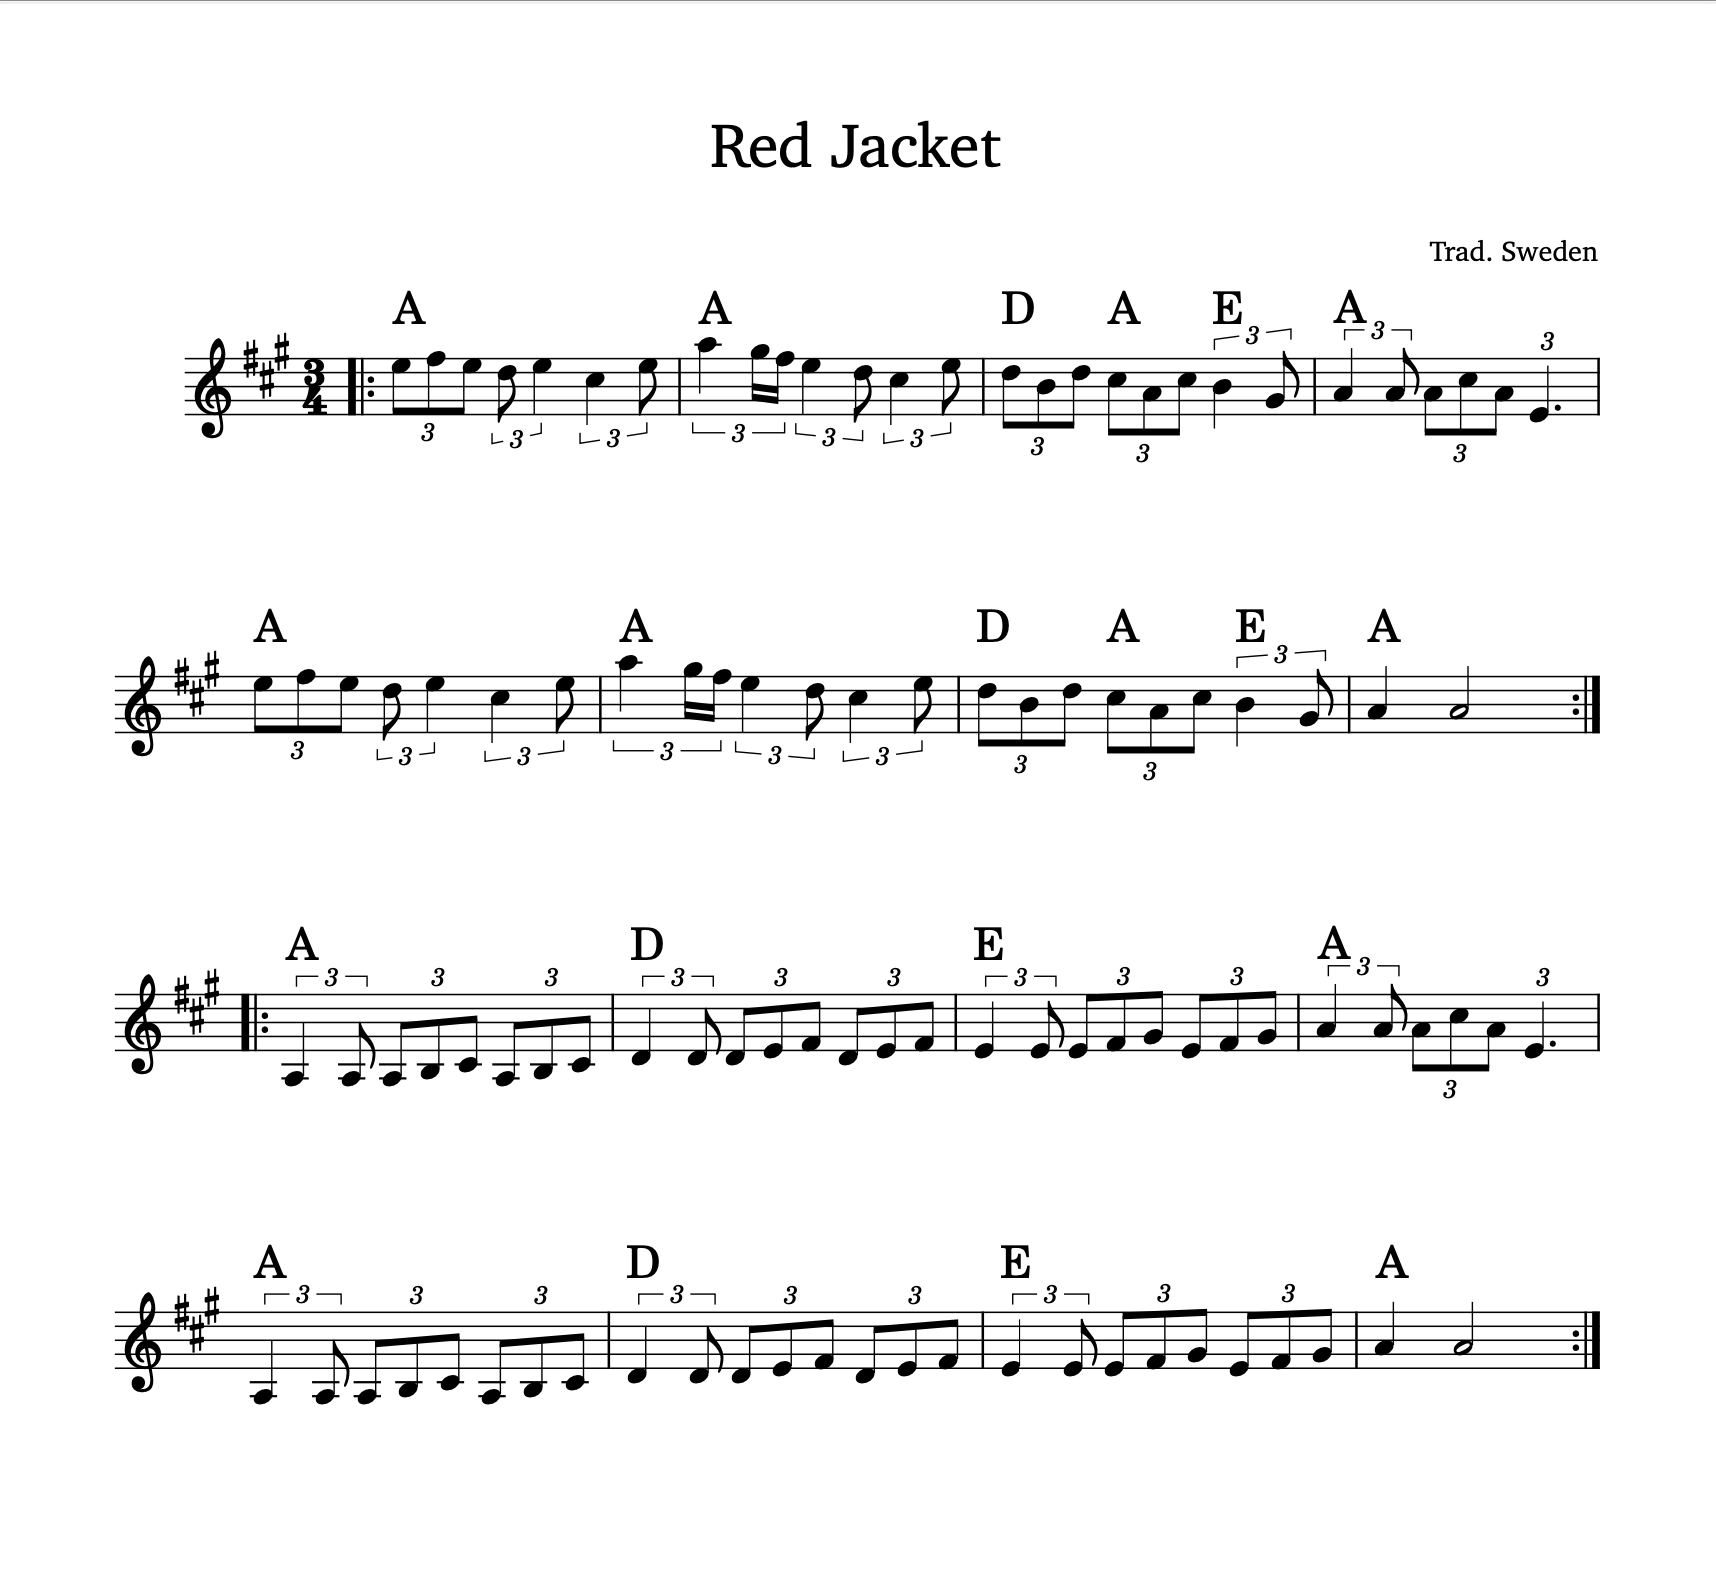 Red Jacket
Trad. Sweden
A A D A E A
3 3 3
3
4
3 3 3 3 3 3 3 3 3
A A D A E A
3
3 3 3 3 3 3 3 3
A D E A
3 3 3 3 3 3 3 3 3 3 3
3
A D E A
3 3 3 3 3 3 3 3 3